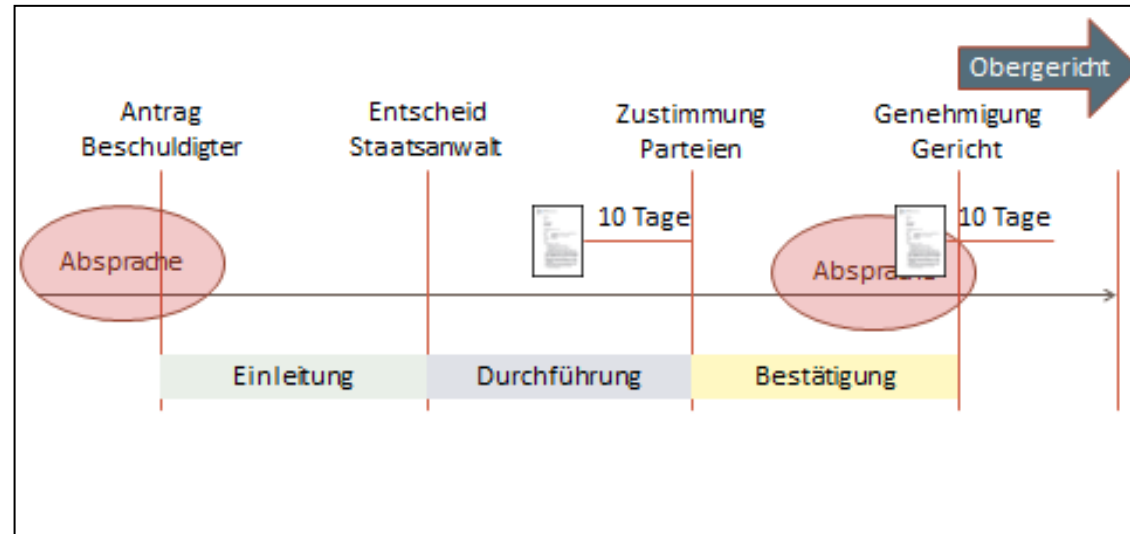 Obergericht
Antrag
Beschuldigter
Entscheid
Staatsanwalt
Zustimmung
Parteien
Genehmigung
Gericht
10 Tage
10 Tage
Absprache
Absprache
Einleitung
Durchführung
Bestätigung